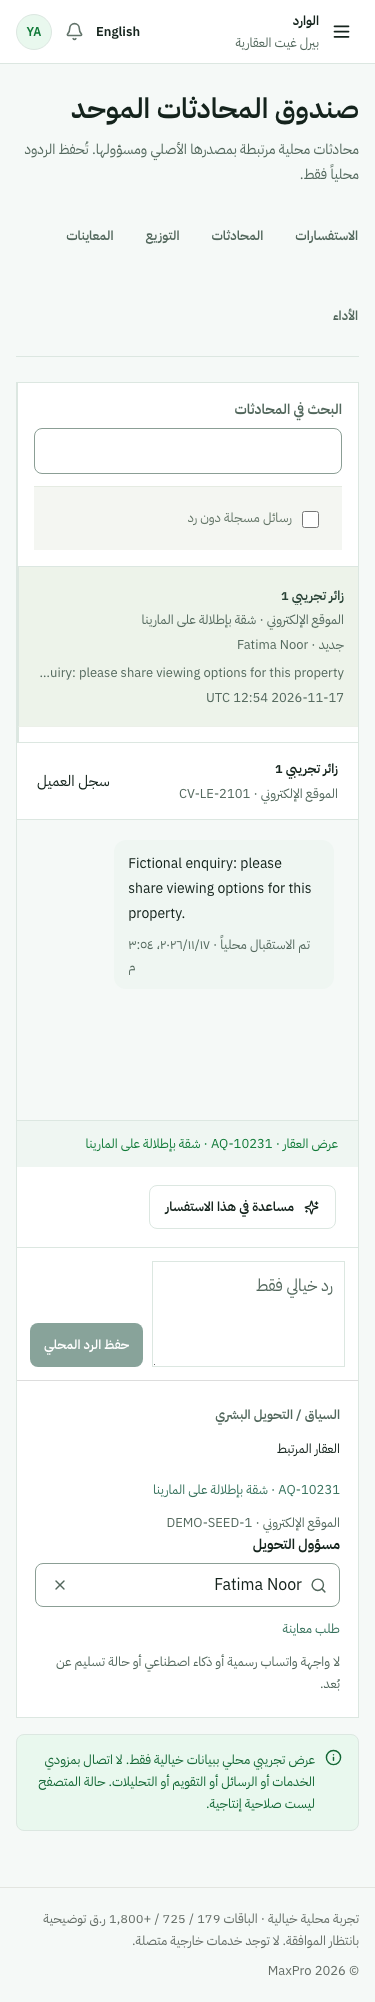 الوارد
بيرل غيت العقارية
English
YA
صندوق المحادثات الموحد
محادثات محلية مرتبطة بمصدرها الأصلي ومسؤولها. تُحفظ الردود
محلياً فقط.
الاستفسارات
المحادثات
التوزيع
المعاينات
الأداء
البحث في المحادثات
رسائل مسجلة دون رد
زائر تجريبي 1
الموقع الإلكتروني · شقة بإطلالة على المارينا
جديد · Fatima Noor
...uiry: please share viewing options for this property
2026-11-17 12:54 UTC
زائر تجريبي 1
الموقع الإلكتروني · CV-LE-2101
سجل العميل
Fictional enquiry: please
share viewing options for this
property.
تم الاستقبال محلياً · ١٧‏/١١‏/٢٠٢٦، ٣:٥٤
م
عرض العقار · AQ-10231 · شقة بإطلالة على المارينا
مساعدة في هذا الاستفسار
رد خيالي فقط
حفظ الرد المحلي
السياق / التحويل البشري
العقار المرتبط
AQ-10231 · شقة بإطلالة على المارينا
الموقع الإلكتروني · DEMO-SEED-1
مسؤول التحويل
Fatima Noor
طلب معاينة
لا واجهة واتساب رسمية أو ذكاء اصطناعي أو حالة تسليم عن
بُعد.
عرض تجريبي محلي ببيانات خيالية فقط. لا اتصال بمزودي
الخدمات أو الرسائل أو التقويم أو التحليلات. حالة المتصفح
ليست صلاحية إنتاجية.
تجربة محلية خيالية · الباقات 179 / 725 / +1,800 ر.ق توضيحية
بانتظار الموافقة. لا توجد خدمات خارجية متصلة.
© 2026 MaxPro